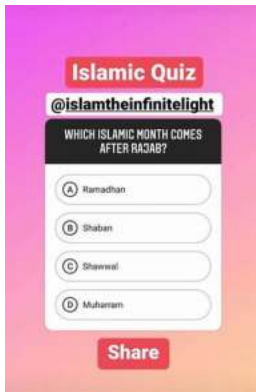 Islamic Quiz
@islamtheinfinitelight
WHICH ISLAMIC MONTH COMES
AFTER RAJAB?
A Ramadhan
B Shaban
C Shawwal
D Muharram
Share